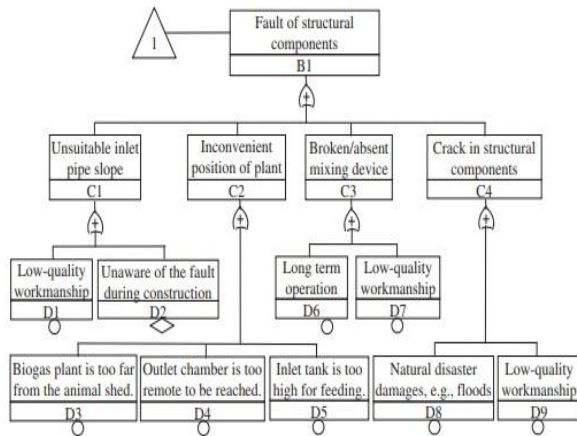 1
Fault of structural
components
B1
+
Unsuitable inlet
pipe slope
C1
Inconvenient
position of plant
C2
Broken/absent
mixing device
C3
Crack in structural
components
C4
+
+
+
+
Low-quality
workmanship
D1
Unaware of the fault
during construction
D2
Long term
operation
D6
Low-quality
workmanship
D7
Biogas plant is too far
from the animal shed.
D3
Outlet chamber is too
remote to be reached.
D4
Inlet tank is too
high for feeding.
D5
Natural disaster
damages, e.g., floods
D8
Low-quality
workmanship
D9